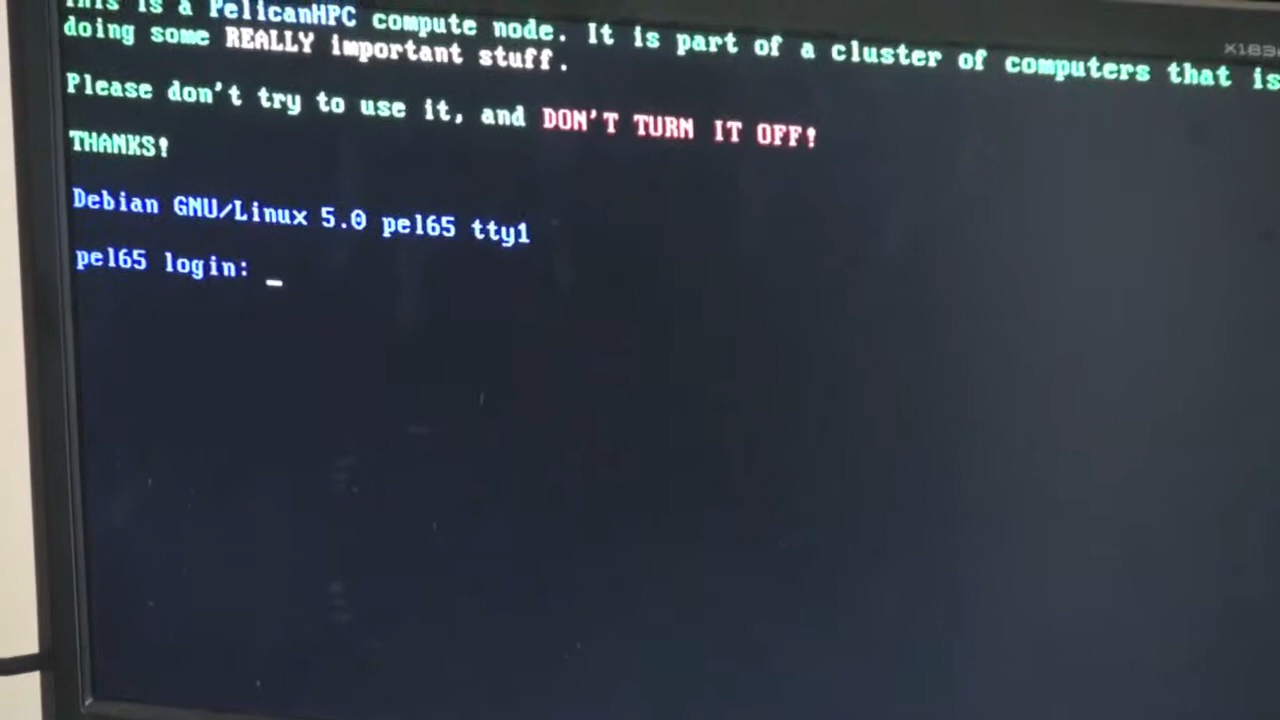 This is a PelicanHPC compute node. It is part of a cluster of computers that is
doing some REALLY important stuff.
Please don't try to use it, and DON'T TURN IT OFF!
THANKS!
Debian GNU/Linux 5.0 pel65 tty1
pel65 login: _